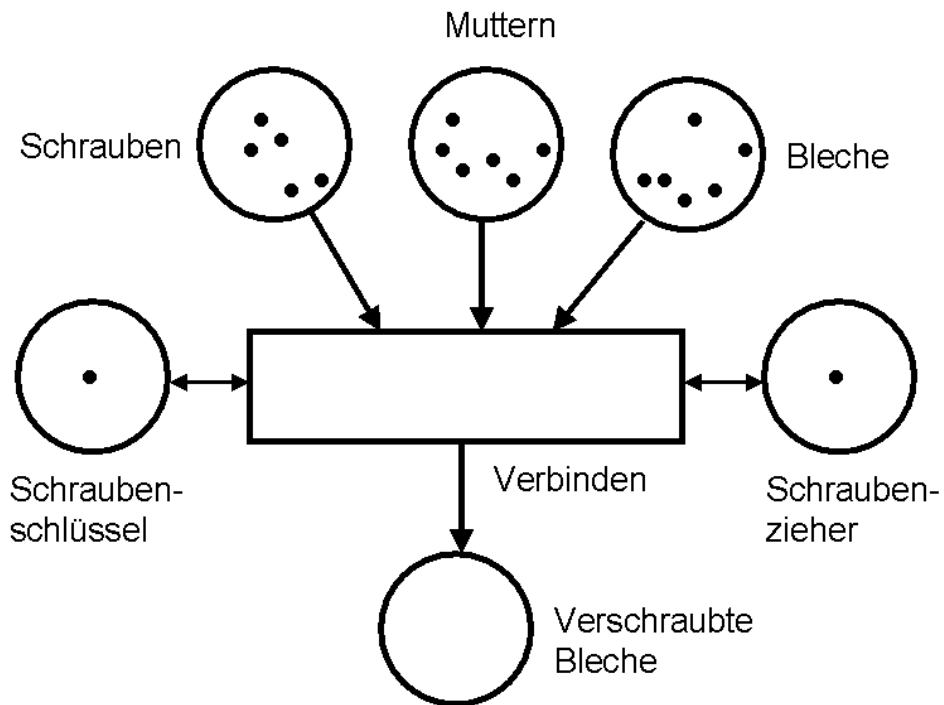 Muttern
Schrauben
Bleche
Schrauben-
schlüssel
Verbinden
Schrauben-
zieher
Verschraubte
Bleche